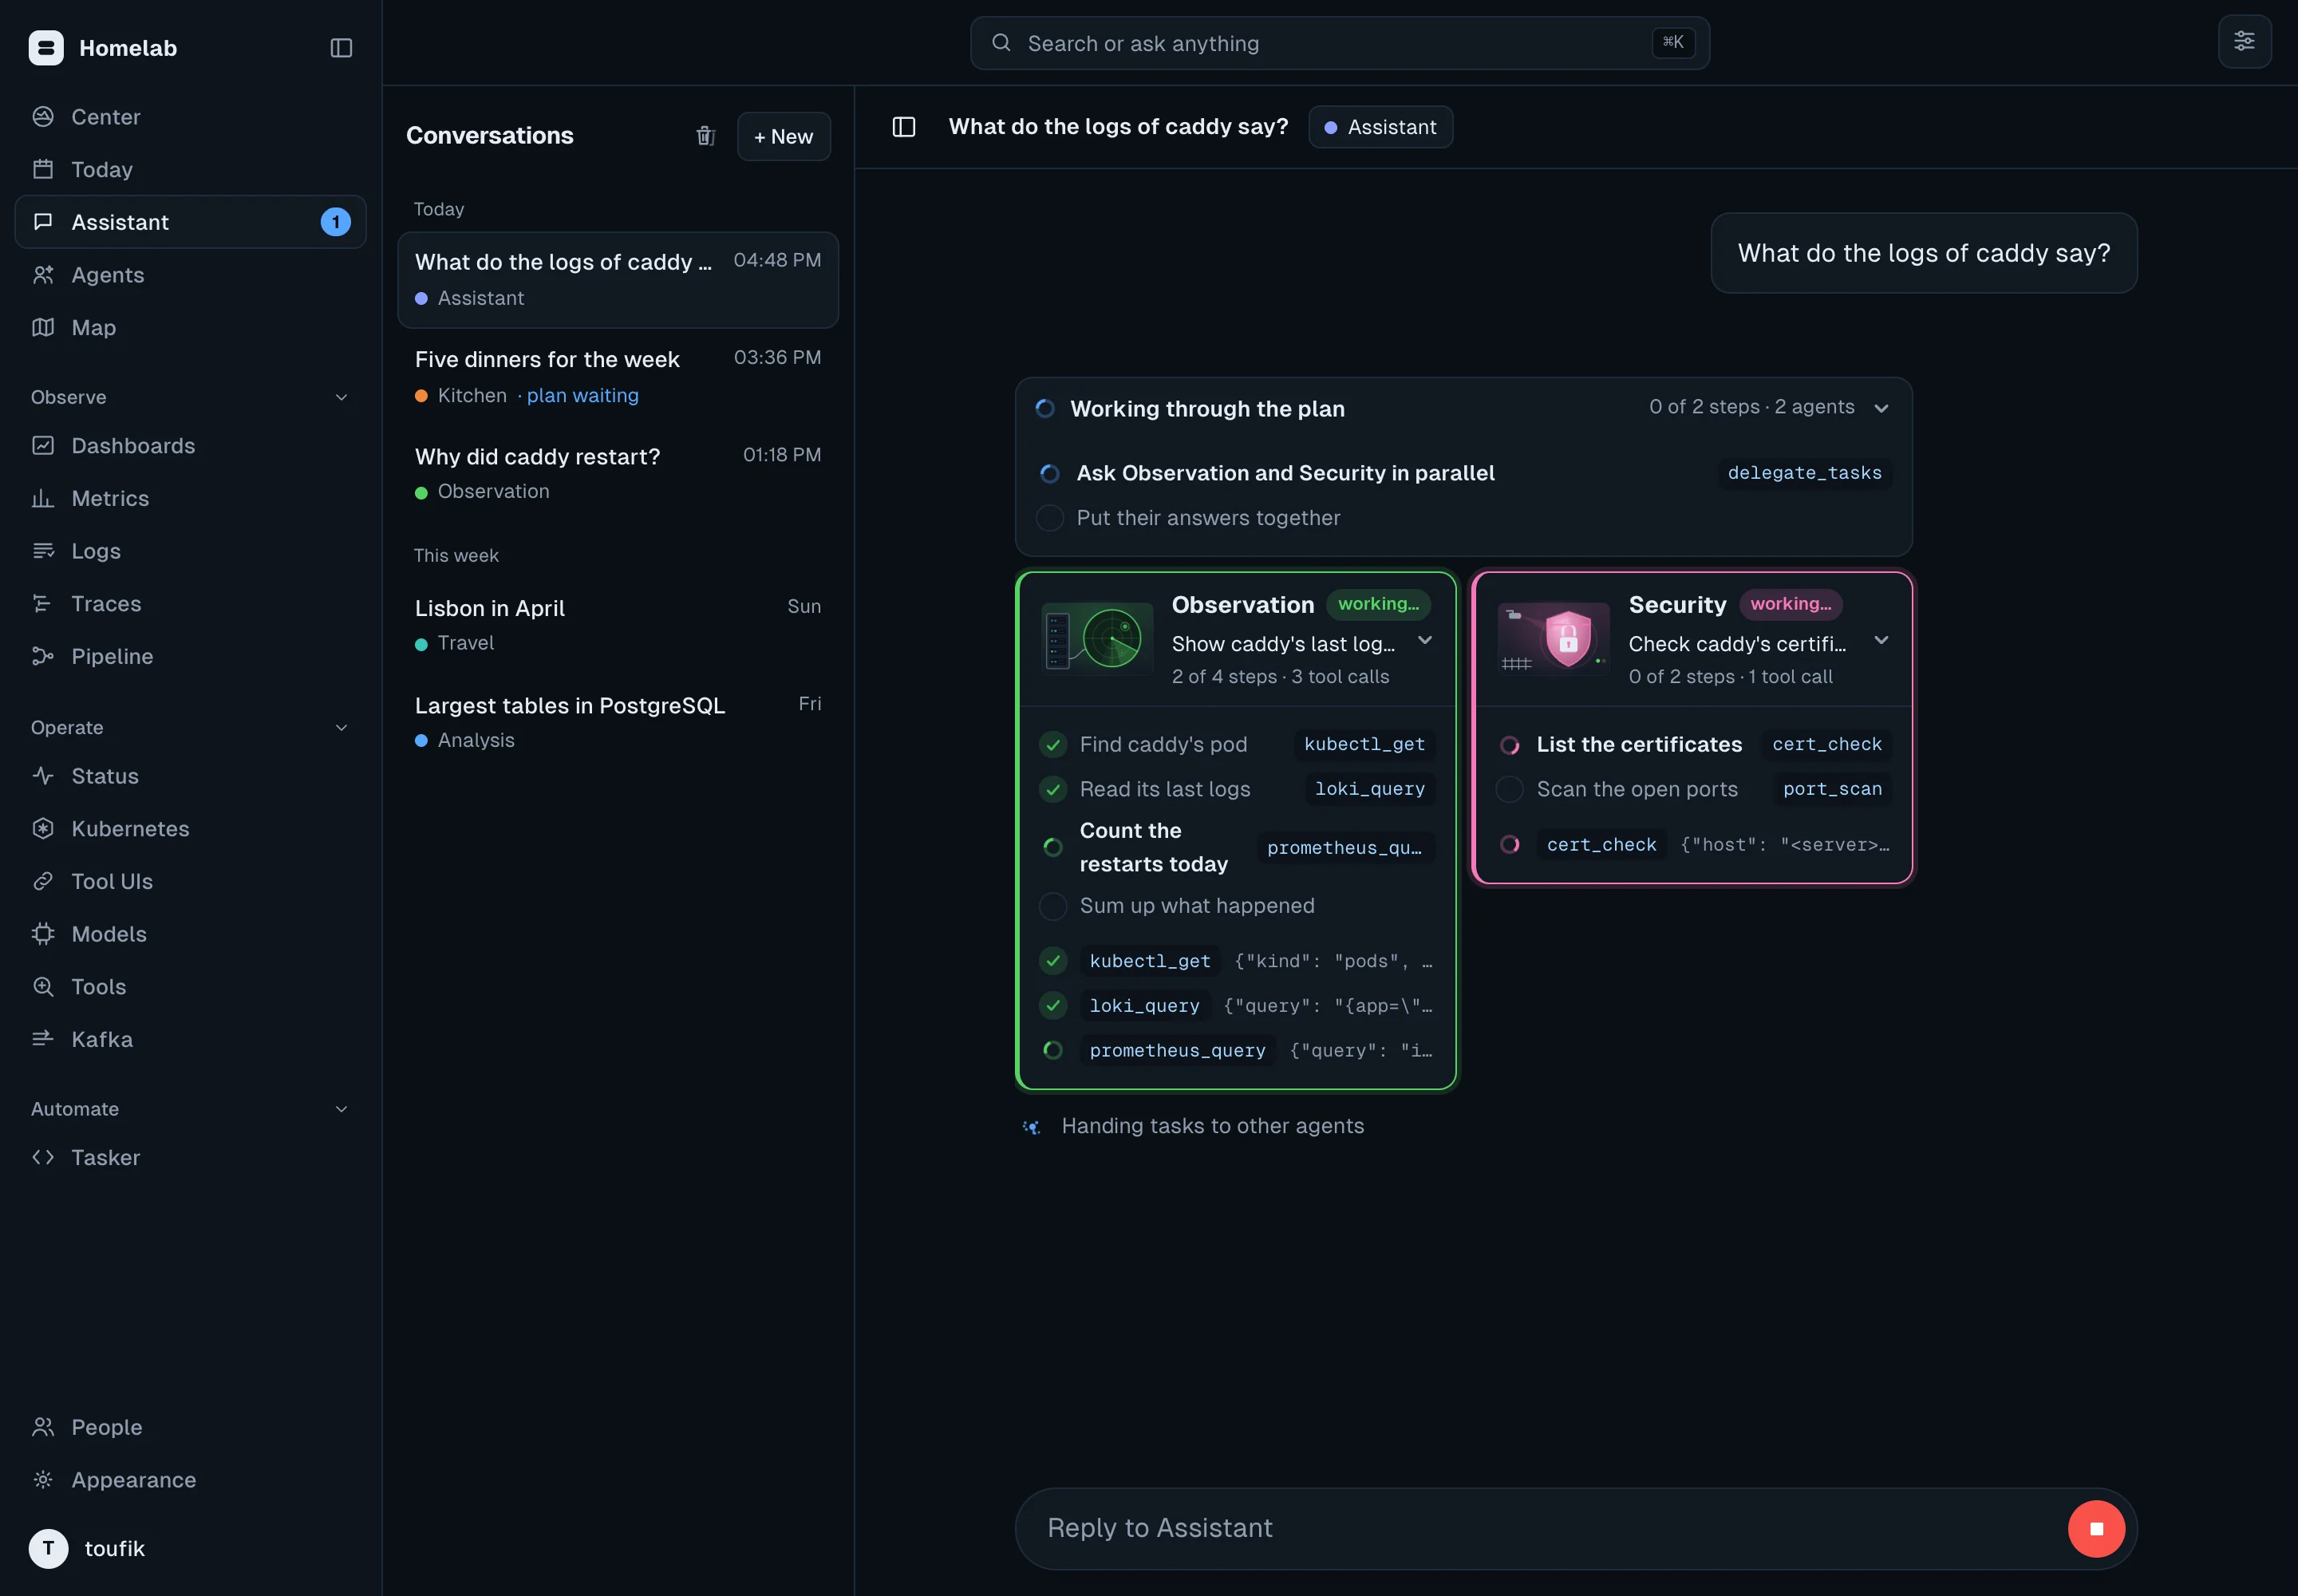 Homelab
Center
Today
Assistant 1
Agents
Map
Observe
Dashboards
Metrics
Logs
Traces
Pipeline
Operate
Status
Kubernetes
Tool UIs
Models
Tools
Kafka
Automate
Tasker
People
Appearance
T toufik
Search or ask anything ⌘K
Conversations + New
Today
What do the logs of caddy ... 04:48 PM
Assistant
Five dinners for the week 03:36 PM
Kitchen · plan waiting
Why did caddy restart? 01:18 PM
Observation
This week
Lisbon in April Sun
Travel
Largest tables in PostgreSQL Fri
Analysis
What do the logs of caddy say? Assistant
What do the logs of caddy say?
Working through the plan 0 of 2 steps · 2 agents
Ask Observation and Security in parallel delegate_tasks
Put their answers together
Observation working...
Show caddy's last log...
2 of 4 steps · 3 tool calls
Find caddy's pod kubectl_get
Read its last logs loki_query
Count the
restarts today prometheus_qu...
Sum up what happened
kubectl_get {"kind": "pods", ...
loki_query {"query": "{app=\"...
prometheus_query {"query": "i...
Security working...
Check caddy's certifi...
0 of 2 steps · 1 tool call
List the certificates cert_check
Scan the open ports port_scan
cert_check {"host": "<server>...
Handing tasks to other agents
Reply to Assistant